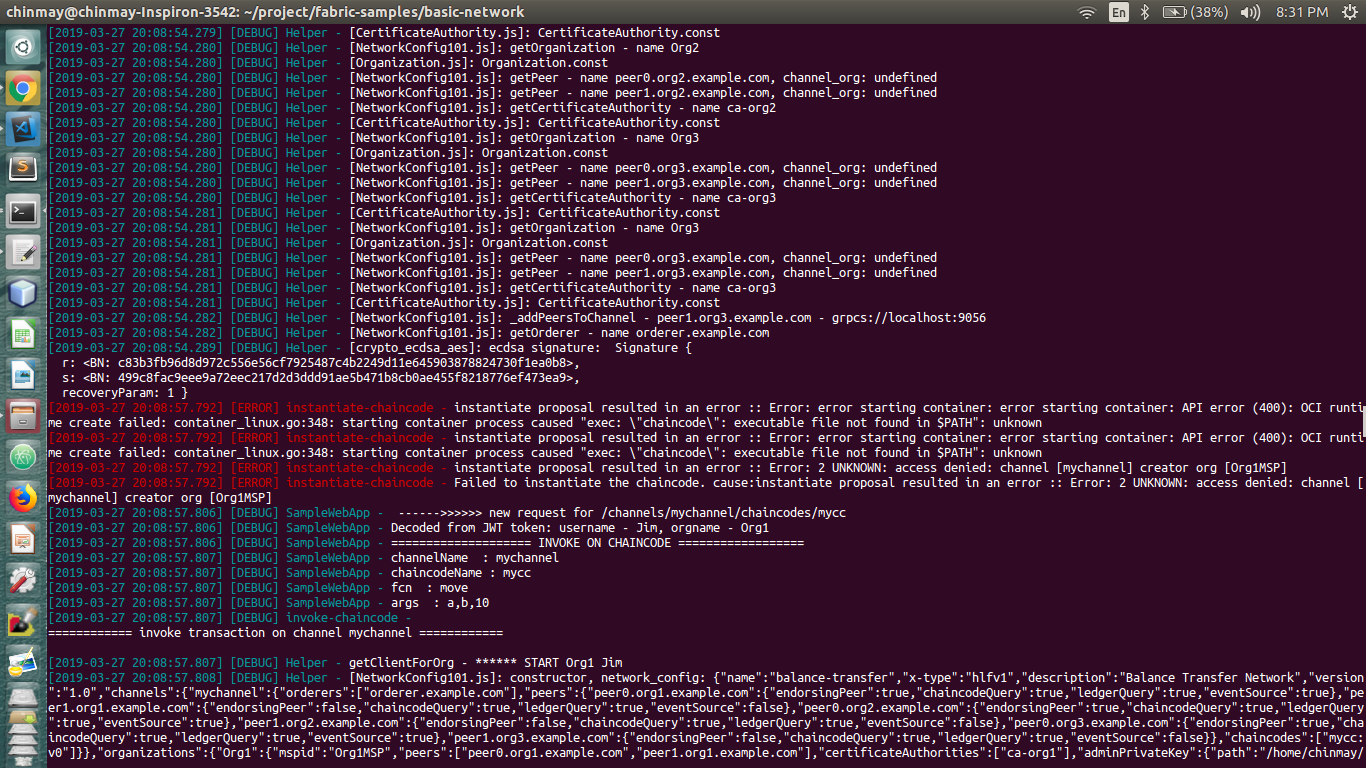 chinmay@chinmay-Inspiron-3542: ~/project/fabric-samples/basic-network
En
(38%)
8:31 PM
[2019-03-27 20:08:54.279] [DEBUG] Helper - [CertificateAuthority.js]: CertificateAuthority.const
[2019-03-27 20:08:54.280] [DEBUG] Helper - [NetworkConfig101.js]: getOrganization - name Org2
[2019-03-27 20:08:54.280] [DEBUG] Helper - [Organization.js]: Organization.const
[2019-03-27 20:08:54.280] [DEBUG] Helper - [NetworkConfig101.js]: getPeer - name peer0.org2.example.com, channel_org: undefined
[2019-03-27 20:08:54.280] [DEBUG] Helper - [NetworkConfig101.js]: getPeer - name peer1.org2.example.com, channel_org: undefined
[2019-03-27 20:08:54.280] [DEBUG] Helper - [NetworkConfig101.js]: getCertificateAuthority - name ca-org2
[2019-03-27 20:08:54.280] [DEBUG] Helper - [CertificateAuthority.js]: CertificateAuthority.const
[2019-03-27 20:08:54.280] [DEBUG] Helper - [NetworkConfig101.js]: getOrganization - name Org3
[2019-03-27 20:08:54.280] [DEBUG] Helper - [Organization.js]: Organization.const
[2019-03-27 20:08:54.280] [DEBUG] Helper - [NetworkConfig101.js]: getPeer - name peer0.org3.example.com, channel_org: undefined
[2019-03-27 20:08:54.280] [DEBUG] Helper - [NetworkConfig101.js]: getPeer - name peer1.org3.example.com, channel_org: undefined
[2019-03-27 20:08:54.280] [DEBUG] Helper - [NetworkConfig101.js]: getCertificateAuthority - name ca-org3
[2019-03-27 20:08:54.281] [DEBUG] Helper - [CertificateAuthority.js]: CertificateAuthority.const
[2019-03-27 20:08:54.281] [DEBUG] Helper - [NetworkConfig101.js]: getOrganization - name Org3
[2019-03-27 20:08:54.281] [DEBUG] Helper - [Organization.js]: Organization.const
[2019-03-27 20:08:54.281] [DEBUG] Helper - [NetworkConfig101.js]: getPeer - name peer0.org3.example.com, channel_org: undefined
[2019-03-27 20:08:54.281] [DEBUG] Helper - [NetworkConfig101.js]: getPeer - name peer1.org3.example.com, channel_org: undefined
[2019-03-27 20:08:54.281] [DEBUG] Helper - [NetworkConfig101.js]: getCertificateAuthority - name ca-org3
[2019-03-27 20:08:54.281] [DEBUG] Helper - [CertificateAuthority.js]: CertificateAuthority.const
[2019-03-27 20:08:54.282] [DEBUG] Helper - [NetworkConfig101.js]: _addPeersToChannel - peer1.org3.example.com - grpcs://localhost:9056
[2019-03-27 20:08:54.282] [DEBUG] Helper - [NetworkConfig101.js]: getOrderer - name orderer.example.com
[2019-03-27 20:08:54.289] [DEBUG] Helper - [crypto_ecdsa_aes]: ecdsa signature:  Signature {
  r: <BN: c83b3fb96d8d972c556e56cf7925487c4b2249d11e645903878824730f1ea0b8>,
  s: <BN: 499c8fac9eee9a72eec217d2d3ddd91ae5b471b8cb0ae455f8218776ef473ea9>,
  recoveryParam: 1 }
[2019-03-27 20:08:57.792] [ERROR] instantiate-chaincode - instantiate proposal resulted in an error :: Error: error starting container: error starting container: API error (400): OCI runti
me create failed: container_linux.go:348: starting container process caused "exec: \"chaincode\": executable file not found in $PATH": unknown
[2019-03-27 20:08:57.792] [ERROR] instantiate-chaincode - instantiate proposal resulted in an error :: Error: error starting container: error starting container: API error (400): OCI runti
me create failed: container_linux.go:348: starting container process caused "exec: \"chaincode\": executable file not found in $PATH": unknown
[2019-03-27 20:08:57.792] [ERROR] instantiate-chaincode - instantiate proposal resulted in an error :: Error: 2 UNKNOWN: access denied: channel [mychannel] creator org [Org1MSP]
[2019-03-27 20:08:57.792] [ERROR] instantiate-chaincode - Failed to instantiate the chaincode. cause:instantiate proposal resulted in an error :: Error: 2 UNKNOWN: access denied: channel [
mychannel] creator org [Org1MSP]
[2019-03-27 20:08:57.806] [DEBUG] SampleWebApp -  ------>>>>>> new request for /channels/mychannel/chaincodes/mycc
[2019-03-27 20:08:57.806] [DEBUG] SampleWebApp - Decoded from JWT token: username - Jim, orgname - Org1
[2019-03-27 20:08:57.806] [DEBUG] SampleWebApp - ==================== INVOKE ON CHAINCODE ==================
[2019-03-27 20:08:57.807] [DEBUG] SampleWebApp - channelName  : mychannel
[2019-03-27 20:08:57.807] [DEBUG] SampleWebApp - chaincodeName : mycc
[2019-03-27 20:08:57.807] [DEBUG] SampleWebApp - fcn  : move
[2019-03-27 20:08:57.807] [DEBUG] SampleWebApp - args  : a,b,10
[2019-03-27 20:08:57.807] [DEBUG] invoke-chaincode -
============ invoke transaction on channel mychannel ============
[2019-03-27 20:08:57.807] [DEBUG] Helper - getClientForOrg - ****** START Org1 Jim
[2019-03-27 20:08:57.808] [DEBUG] Helper - [NetworkConfig101.js]: constructor, network_config: {"name":"balance-transfer","x-type":"hlfv1","description":"Balance Transfer Network","version
":"1.0","channels":{"mychannel":{"orderers":["orderer.example.com"],"peers":{"peer0.org1.example.com":{"endorsingPeer":true,"chaincodeQuery":true,"ledgerQuery":true,"eventSource":true},"pe
er1.org1.example.com":{"endorsingPeer":false,"chaincodeQuery":true,"ledgerQuery":true,"eventSource":false},"peer0.org2.example.com":{"endorsingPeer":true,"chaincodeQuery":true,"ledgerQuery
":true,"eventSource":true},"peer1.org2.example.com":{"endorsingPeer":false,"chaincodeQuery":true,"ledgerQuery":true,"eventSource":false},"peer0.org3.example.com":{"endorsingPeer":true,"cha
incodeQuery":true,"ledgerQuery":true,"eventSource":true},"peer1.org3.example.com":{"endorsingPeer":false,"chaincodeQuery":true,"ledgerQuery":true,"eventSource":false}},"chaincodes":["mycc:
v0"]}},"organizations":{"Org1":{"mspid":"Org1MSP","peers":["peer0.org1.example.com","peer1.org1.example.com"],"certificateAuthorities":["ca-org1"],"adminPrivateKey":{"path":"/home/chinmay/